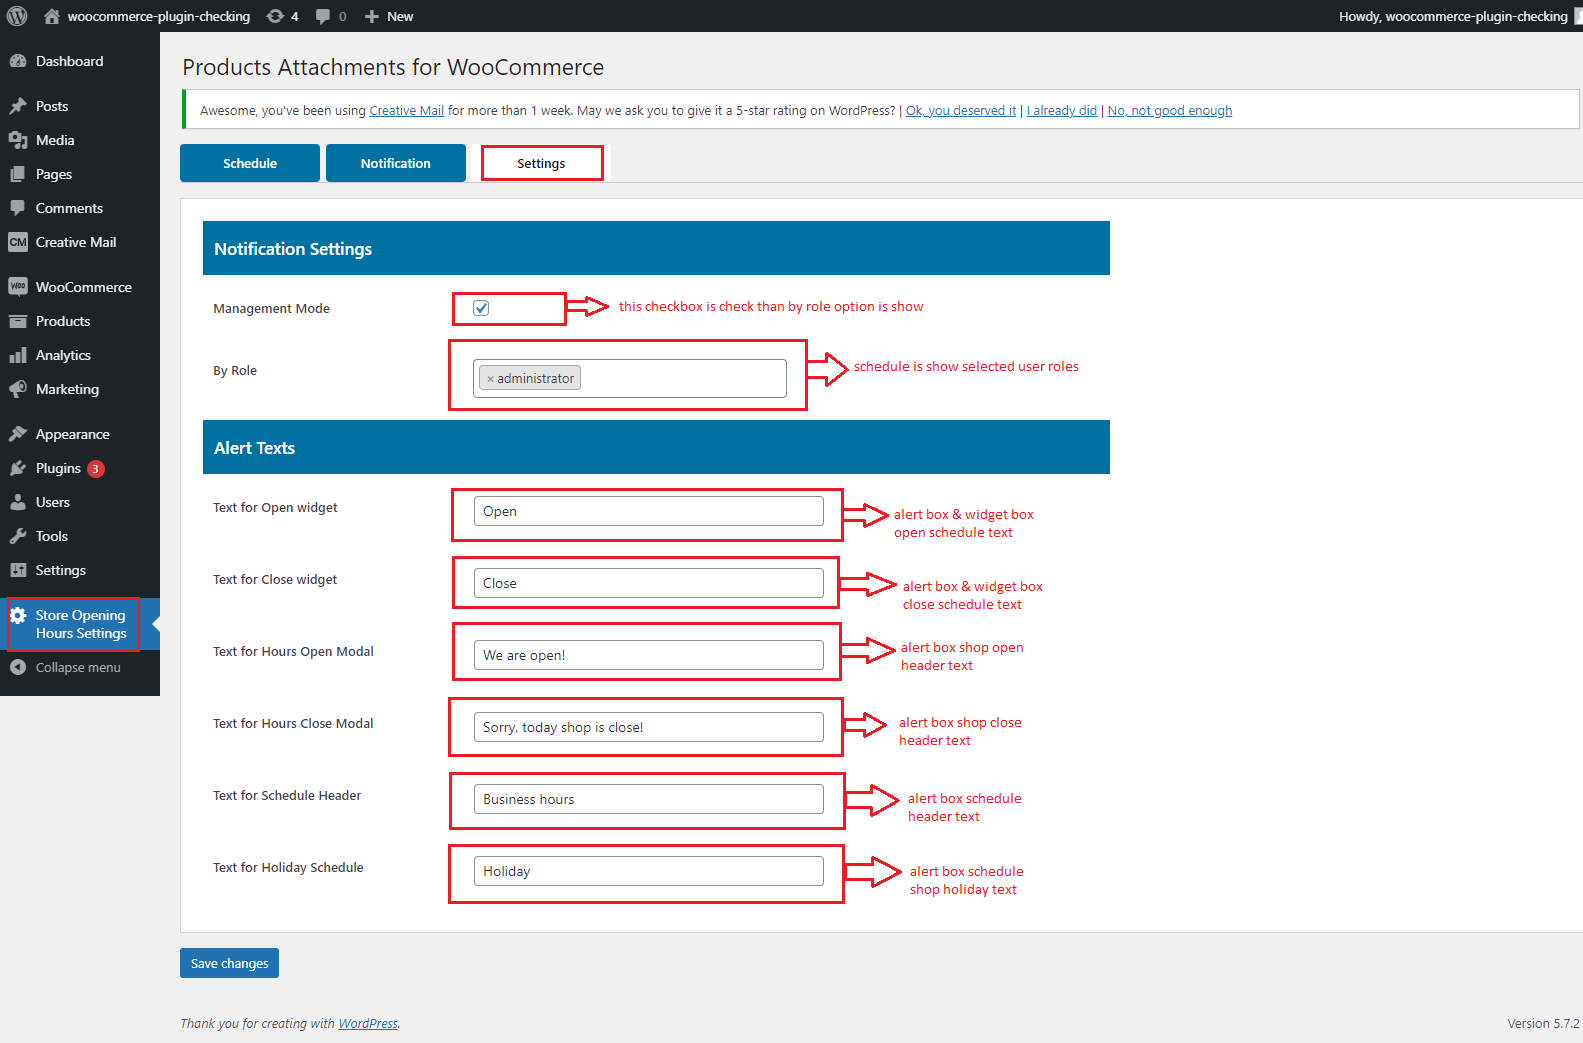 woocommerce-plugin-checking 4 0 New Howdy, woocommerce-plugin-checking
Dashboard
Posts
Media
Pages
Comments
CM Creative Mail
Woo WooCommerce
Products
Analytics
Marketing
Appearance
Plugins 3
Users
Tools
Settings
Store Opening
Hours Settings
Collapse menu
Products Attachments for WooCommerce
Awesome, you've been using Creative Mail for more than 1 week. May we ask you to give it a 5-star rating on WordPress? | Ok, you deserved it | I already did | No, not good enough
Schedule Notification Settings
Notification Settings
Management Mode this checkbox is check than by role option is show
By Role × administrator schedule is show selected user roles
Alert Texts
Text for Open widget Open alert box & widget box
open schedule text
Text for Close widget Close alert box & widget box
close schedule text
Text for Hours Open Modal We are open! alert box shop open
header text
Text for Hours Close Modal Sorry, today shop is close! alert box shop close
header text
Text for Schedule Header Business hours alert box schedule
header text
Text for Holiday Schedule Holiday alert box schedule
shop holiday text
Save changes
Thank you for creating with WordPress. Version 5.7.2